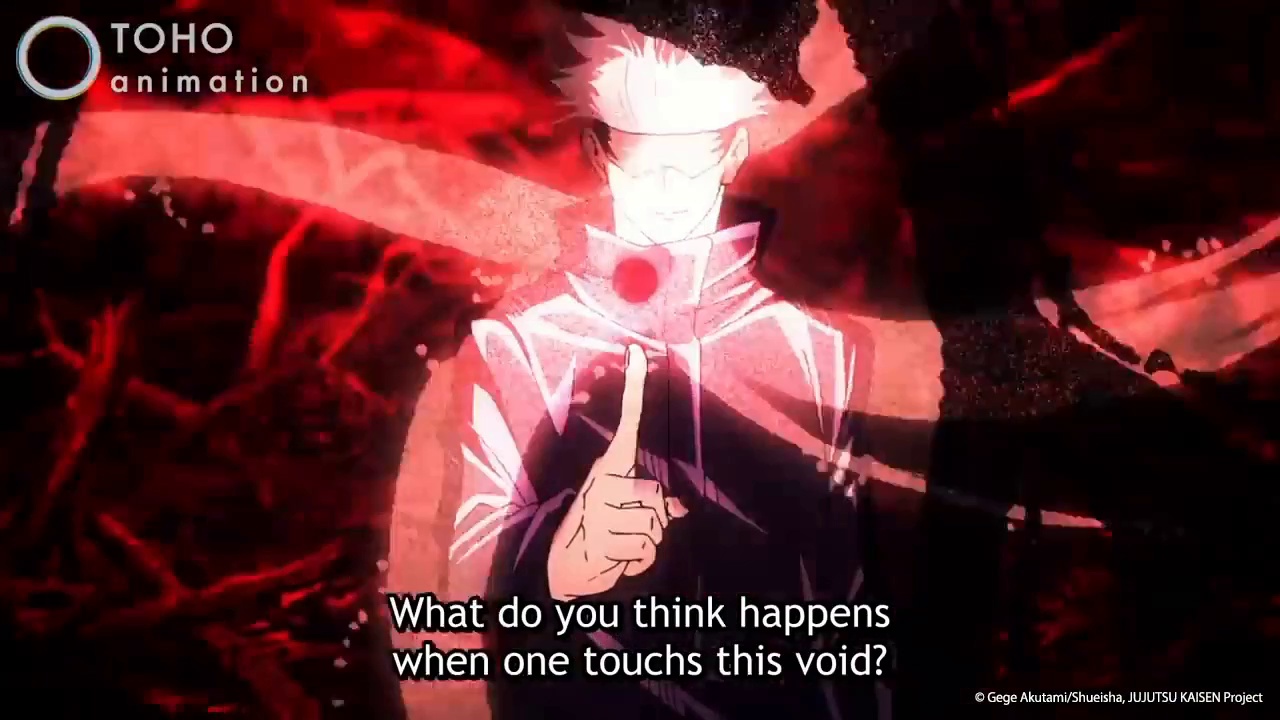 TOHO
animation
What do you think happens
when one touchs this void?
© Gege Akutami/Shueisha, JUJUTSU KAISEN Project